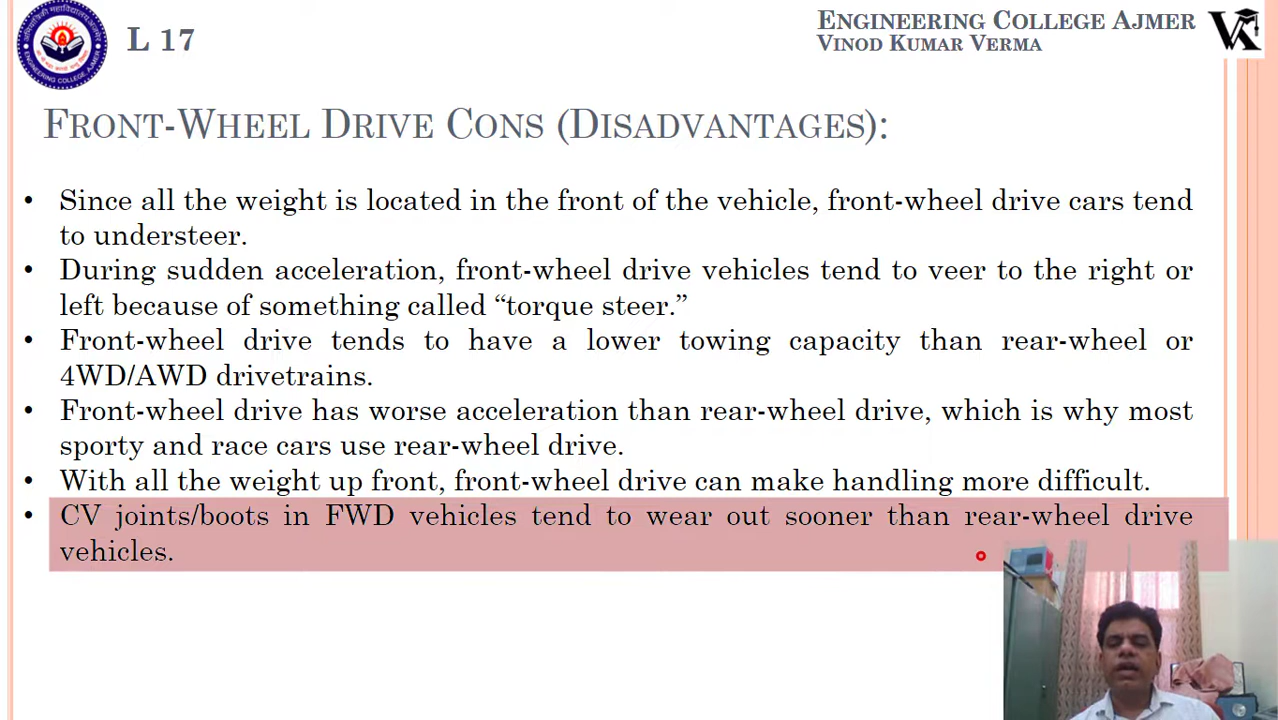 L 17
ENGINEERING COLLEGE AJMER
VINOD KUMAR VERMA
FRONT-WHEEL DRIVE CONS (DISADVANTAGES):
• Since all the weight is located in the front of the vehicle, front-wheel drive cars tend
to understeer.
• During sudden acceleration, front-wheel drive vehicles tend to veer to the right or
left because of something called “torque steer.”
• Front-wheel drive tends to have a lower towing capacity than rear-wheel or
4WD/AWD drivetrains.
• Front-wheel drive has worse acceleration than rear-wheel drive, which is why most
sporty and race cars use rear-wheel drive.
• With all the weight up front, front-wheel drive can make handling more difficult.
• CV joints/boots in FWD vehicles tend to wear out sooner than rear-wheel drive
vehicles.